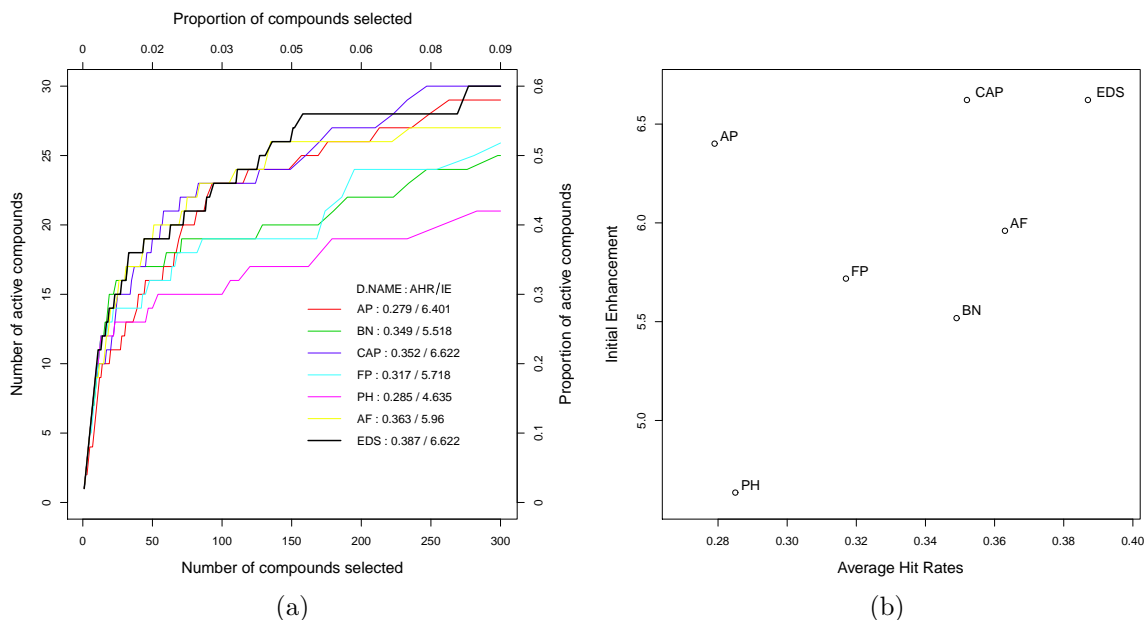 Proportion of compounds selected
0 0.02 0.03 0.05 0.06 0.08 0.09
Number of active compounds
0 5 10 15 20 25 30
Proportion of active compounds
0 0.1 0.2 0.3 0.4 0.5 0.6
D.NAME : AHR/IE
AP : 0.279 / 6.401
BN : 0.349 / 5.518
CAP : 0.352 / 6.622
FP : 0.317 / 5.718
PH : 0.285 / 4.635
AF : 0.363 / 5.96
EDS : 0.387 / 6.622
0 50 100 150 200 250 300
Number of compounds selected
(a)
Initial Enhancement
5.0 5.5 6.0 6.5
CAP EDS
AP
AF
FP
BN
PH
0.28 0.30 0.32 0.34 0.36 0.38 0.40
Average Hit Rates
(b)